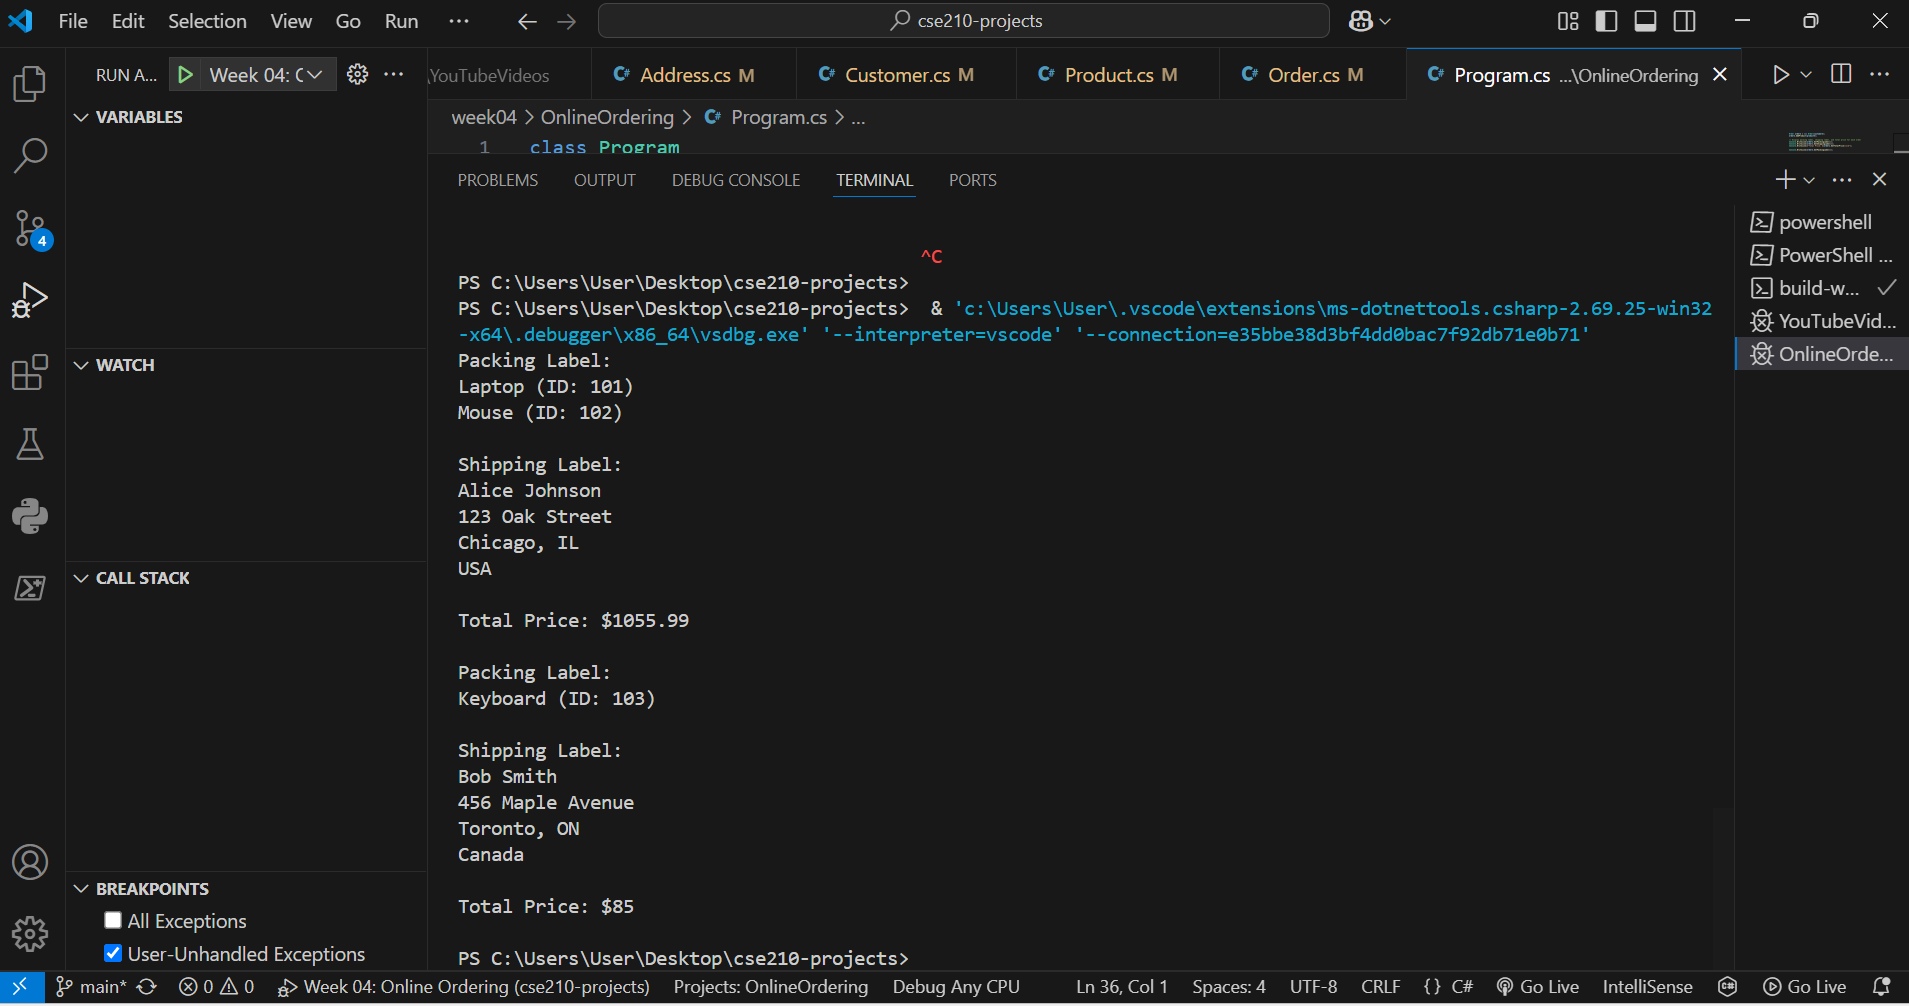 File Edit Selection View Go Run ··· cse210-projects
RUN A... Week 04: C ···
\YouTubeVideos Address.cs M Customer.cs M Product.cs M Order.cs M Program.cs ...\OnlineOrdering
week04 > OnlineOrdering > Program.cs > ...
1 class Program
PROBLEMS OUTPUT DEBUG CONSOLE TERMINAL PORTS
VARIABLES
WATCH
CALL STACK
BREAKPOINTS
All Exceptions
User-Unhandled Exceptions
4
^C
PS C:\Users\User\Desktop\cse210-projects>
PS C:\Users\User\Desktop\cse210-projects>  & 'c:\Users\User\.vscode\extensions\ms-dotnettools.csharp-2.69.25-win32
-x64\.debugger\x86_64\vsdbg.exe' '--interpreter=vscode' '--connection=e35bbe38d3bf4dd0bac7f92db71e0b71'
Packing Label:
Laptop (ID: 101)
Mouse (ID: 102)
Shipping Label:
Alice Johnson
123 Oak Street
Chicago, IL
USA
Total Price: $1055.99
Packing Label:
Keyboard (ID: 103)
Shipping Label:
Bob Smith
456 Maple Avenue
Toronto, ON
Canada
Total Price: $85
PS C:\Users\User\Desktop\cse210-projects>
powershell
PowerShell ...
build-w...
YouTubeVid...
OnlineOrde...
main* 0 0 Week 04: Online Ordering (cse210-projects) Projects: OnlineOrdering Debug Any CPU Ln 36, Col 1 Spaces: 4 UTF-8 CRLF {} C# Go Live IntelliSense Go Live